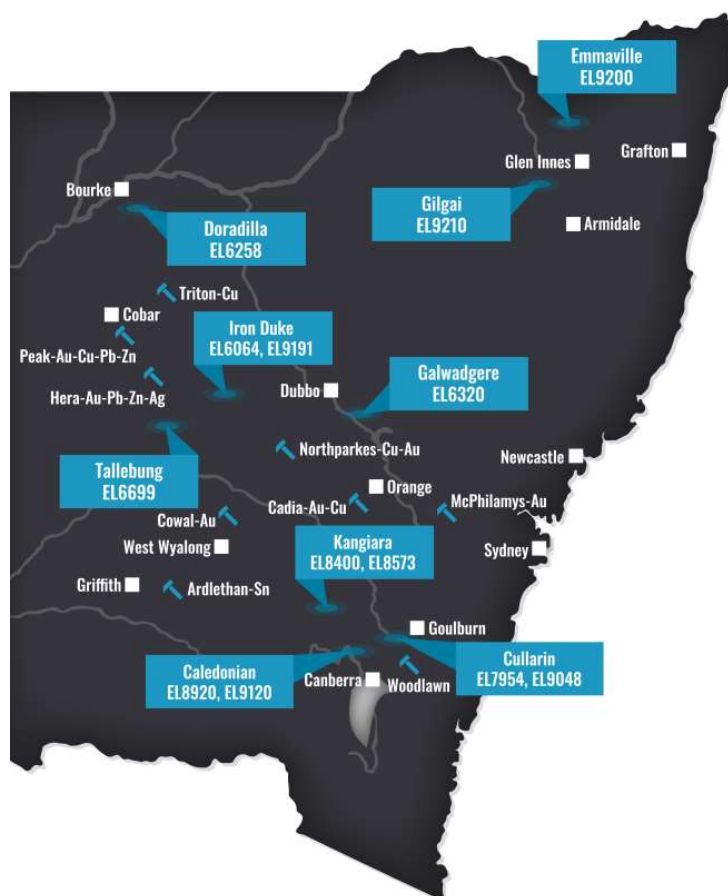 Emmaville
EL9200
Grafton
Glen Innes
Bourke
Gilgai
EL9210
Armidale
Doradilla
EL6258
Triton-Cu
Cobar
Iron Duke
EL6064, EL9191
Peak-Au-Cu-Pb-Zn
Galwadgere
EL6320
Dubbo
Hera-Au-Pb-Zn-Ag
Northparkes-Cu-Au
Newcastle
Tallebung
EL6699
Orange
Cadia-Au-Cu
McPhilamys-Au
Cowal-Au
Kangiara
EL8400, EL8573
West Wyalong
Sydney
Griffith
Ardlethan-Sn
Goulburn
Cullarin
EL7954, EL9048
Caledonian
EL8920, EL9120
Canberra
Woodlawn